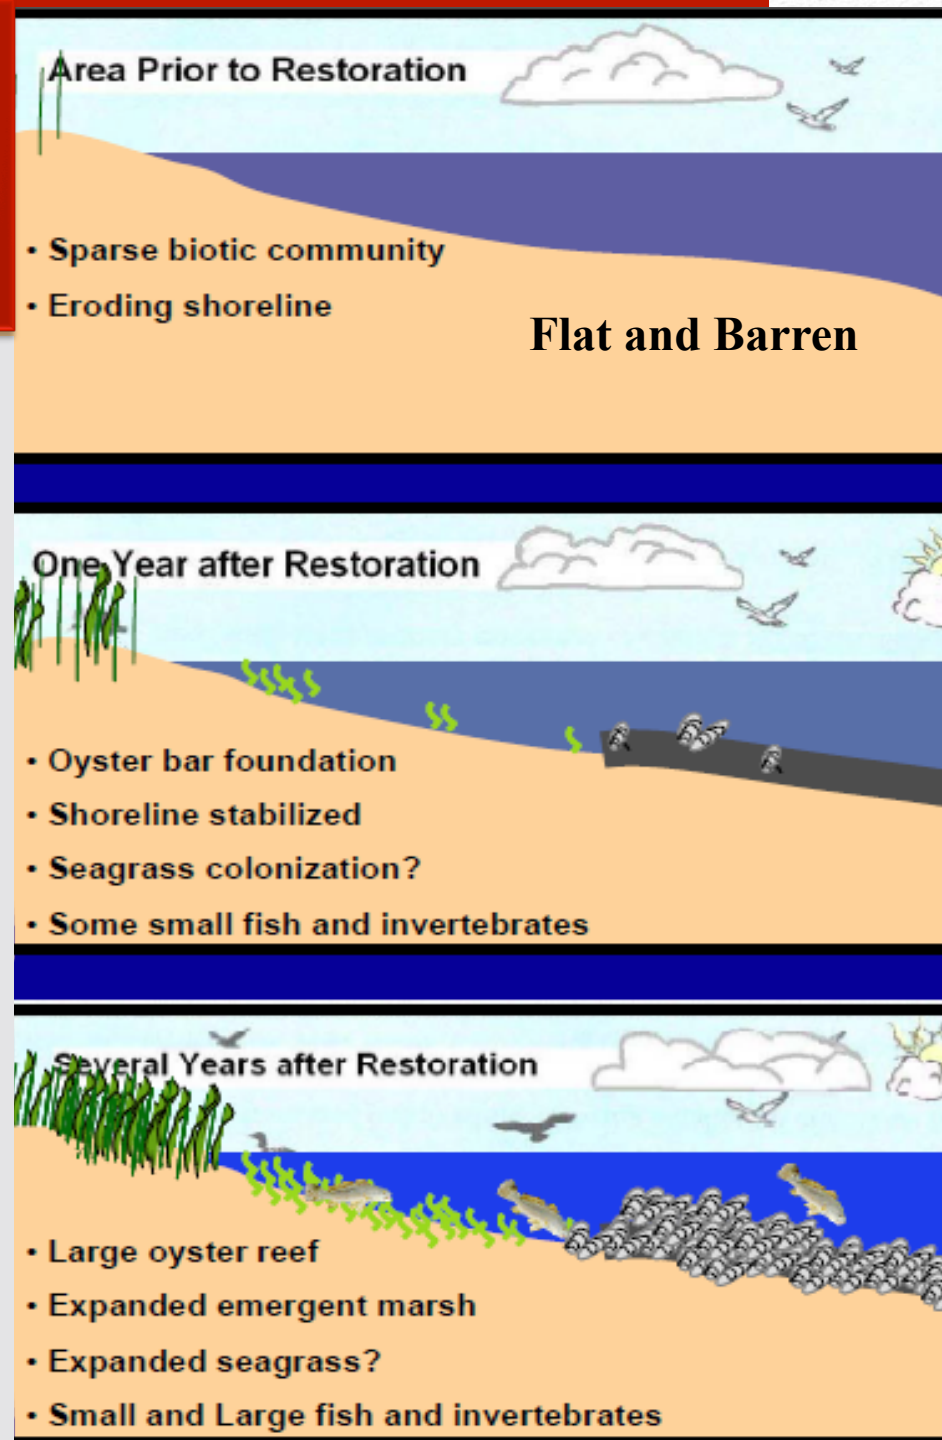 Area Prior to Restoration
• Sparse biotic community
• Eroding shoreline
Flat and Barren
One Year after Restoration
• Oyster bar foundation
• Shoreline stabilized
• Seagrass colonization?
• Some small fish and invertebrates
Several Years after Restoration
• Large oyster reef
• Expanded emergent marsh
• Expanded seagrass?
• Small and Large fish and invertebrates